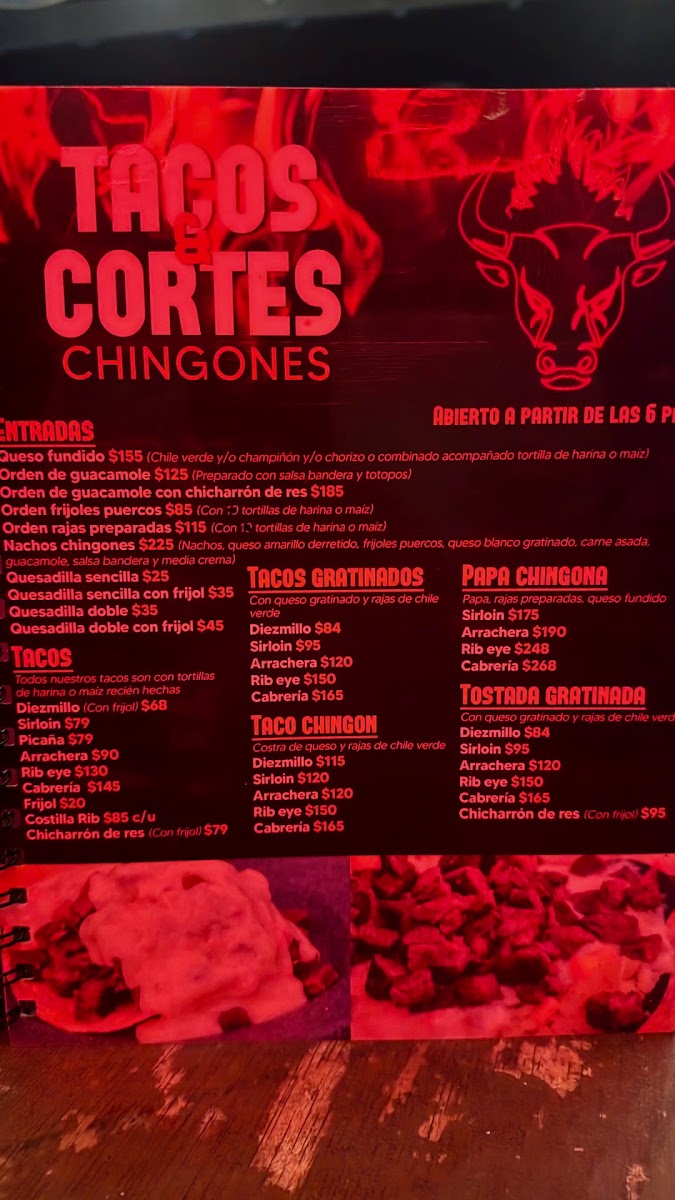 TACOS
&
CORTES
CHINGONES
ABIERTO A PARTIR DE LAS 6 P
ENTRADAS
Queso fundido $155 (Chile verde y/o champiñón y/o chorizo o combinado acompañado tortilla de harina o maíz)
Orden de guacamole $125 (Preparado con salsa bandera y totopos)
Orden de guacamole con chicharrón de res $185
Orden frijoles puercos $85 (Con tortillas de harina o maíz)
Orden rajas preparadas $115 (Con tortillas de harina o maíz)
Nachos chingones $225 (Nachos, queso amarillo derretido, frijoles puercos, queso blanco gratinado, carne asada,
guacamole, salsa bandera y media crema)
Quesadilla sencilla $25
Quesadilla sencilla con frijol $35
Quesadilla doble $35
Quesadilla doble con frijol $45
TACOS
Todos nuestros tacos son con tortillas
de harina o maíz recién hechas
Diezmillo (Con frijol) $68
Sirloin $79
Picaña $79
Arrachera $90
Rib eye $130
Cabrería $145
Frijol $20
Costilla Rib $85 c/u
Chicharrón de res (Con frijol) $79
TACOS GRATINADOS
Con queso gratinado y rajas de chile
verde
Diezmillo $84
Sirloin $95
Arrachera $120
Rib eye $150
Cabrería $165
TACO CHINGON
Costra de queso y rajas de chile verde
Diezmillo $115
Sirloin $120
Arrachera $120
Rib eye $150
Cabrería $165
PAPA CHINGONA
Papa, rajas preparadas, queso fundido
Sirloin $175
Arrachera $190
Rib eye $248
Cabrería $268
TOSTADA GRATINADA
Con queso gratinado y rajas de chile verd
Diezmillo $84
Sirloin $95
Arrachera $120
Rib eye $150
Cabrería $165
Chicharrón de res (Con frijol) $95